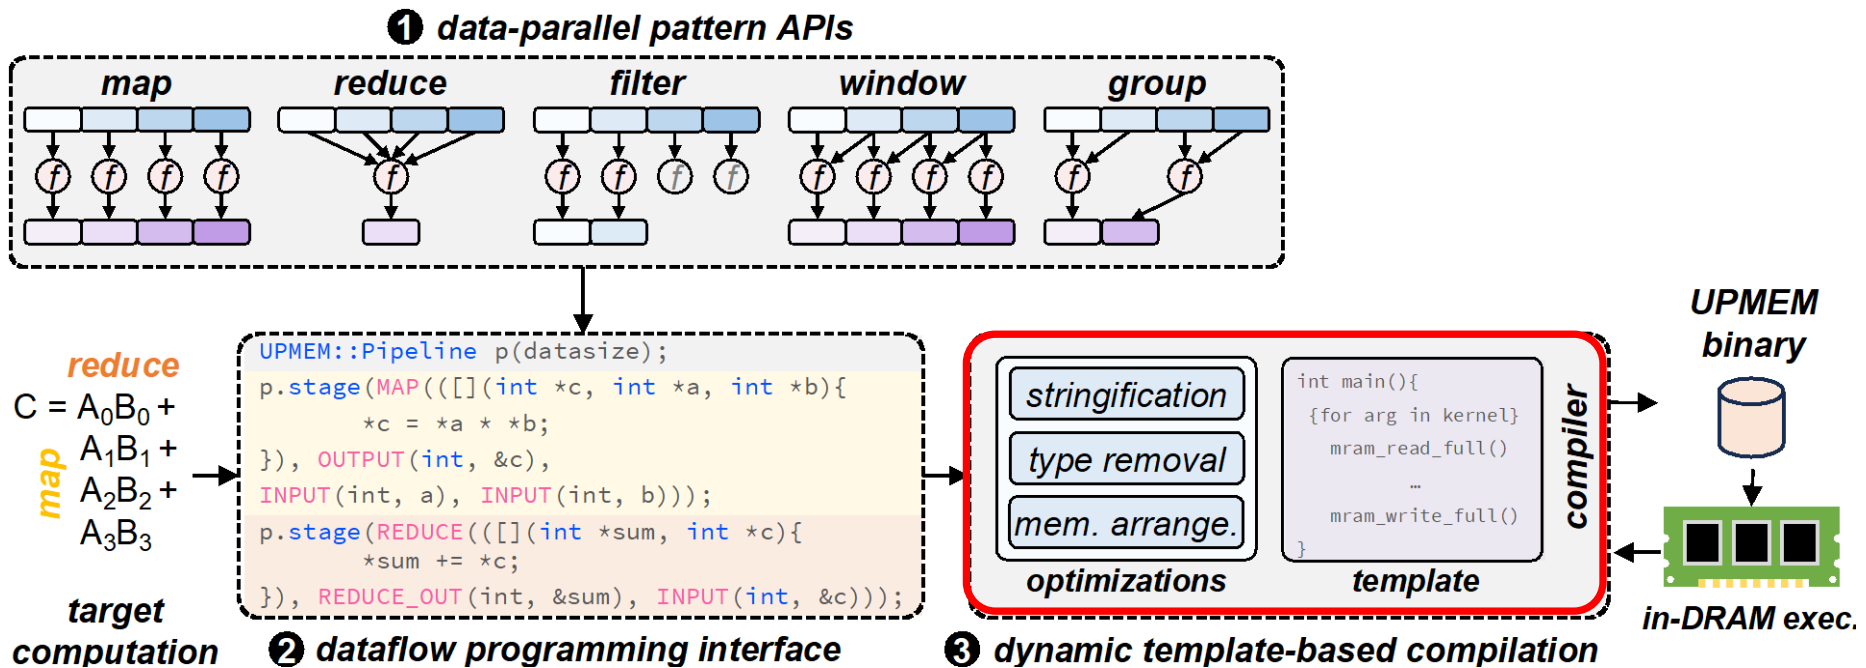 1 data-parallel pattern APIs
map reduce filter window group
f f f f f f f f f f f f f f f
reduce
C = A0B0 +
A1B1 +
A2B2 +
A3B3
map
target
computation
UPMEM::Pipeline p(datasize);
p.stage(MAP(([](int *c, int *a, int *b){
*c = *a * *b;
}), OUTPUT(int, &c),
INPUT(int, a), INPUT(int, b)));
p.stage(REDUCE(([](int *sum, int *c){
*sum += *c;
}), REDUCE_OUT(int, &sum), INPUT(int, &c)));
2 dataflow programming interface
stringification
type removal
mem. arrange.
optimizations
int main(){
{for arg in kernel}
mram_read_full()
…
mram_write_full()
}
template
compiler
3 dynamic template-based compilation
UPMEM
binary
in-DRAM exec.